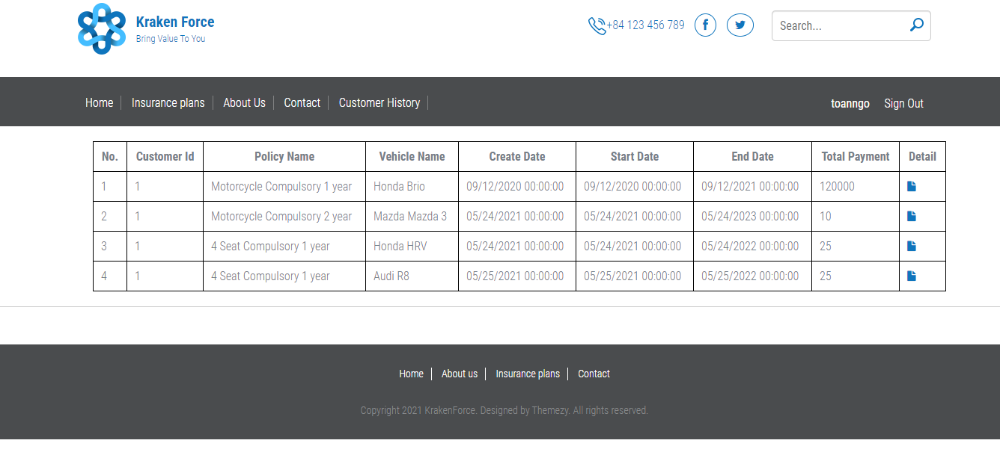 Kraken Force
Bring Value To You
+84 123 456 789
Search...
Home Insurance plans About Us Contact Customer History toanngo Sign Out
No. Customer Id Policy Name Vehicle Name Create Date Start Date End Date Total Payment Detail
1 1 Motorcycle Compulsory 1 year Honda Brio 09/12/2020 00:00:00 09/12/2020 00:00:00 09/12/2021 00:00:00 120000
2 1 Motorcycle Compulsory 2 year Mazda Mazda 3 05/24/2021 00:00:00 05/24/2021 00:00:00 05/24/2023 00:00:00 10
3 1 4 Seat Compulsory 1 year Honda HRV 05/24/2021 00:00:00 05/24/2021 00:00:00 05/24/2022 00:00:00 25
4 1 4 Seat Compulsory 1 year Audi R8 05/25/2021 00:00:00 05/25/2021 00:00:00 05/25/2022 00:00:00 25
Home About us Insurance plans Contact
Copyright 2021 KrakenForce. Designed by Themezy. All rights reserved.